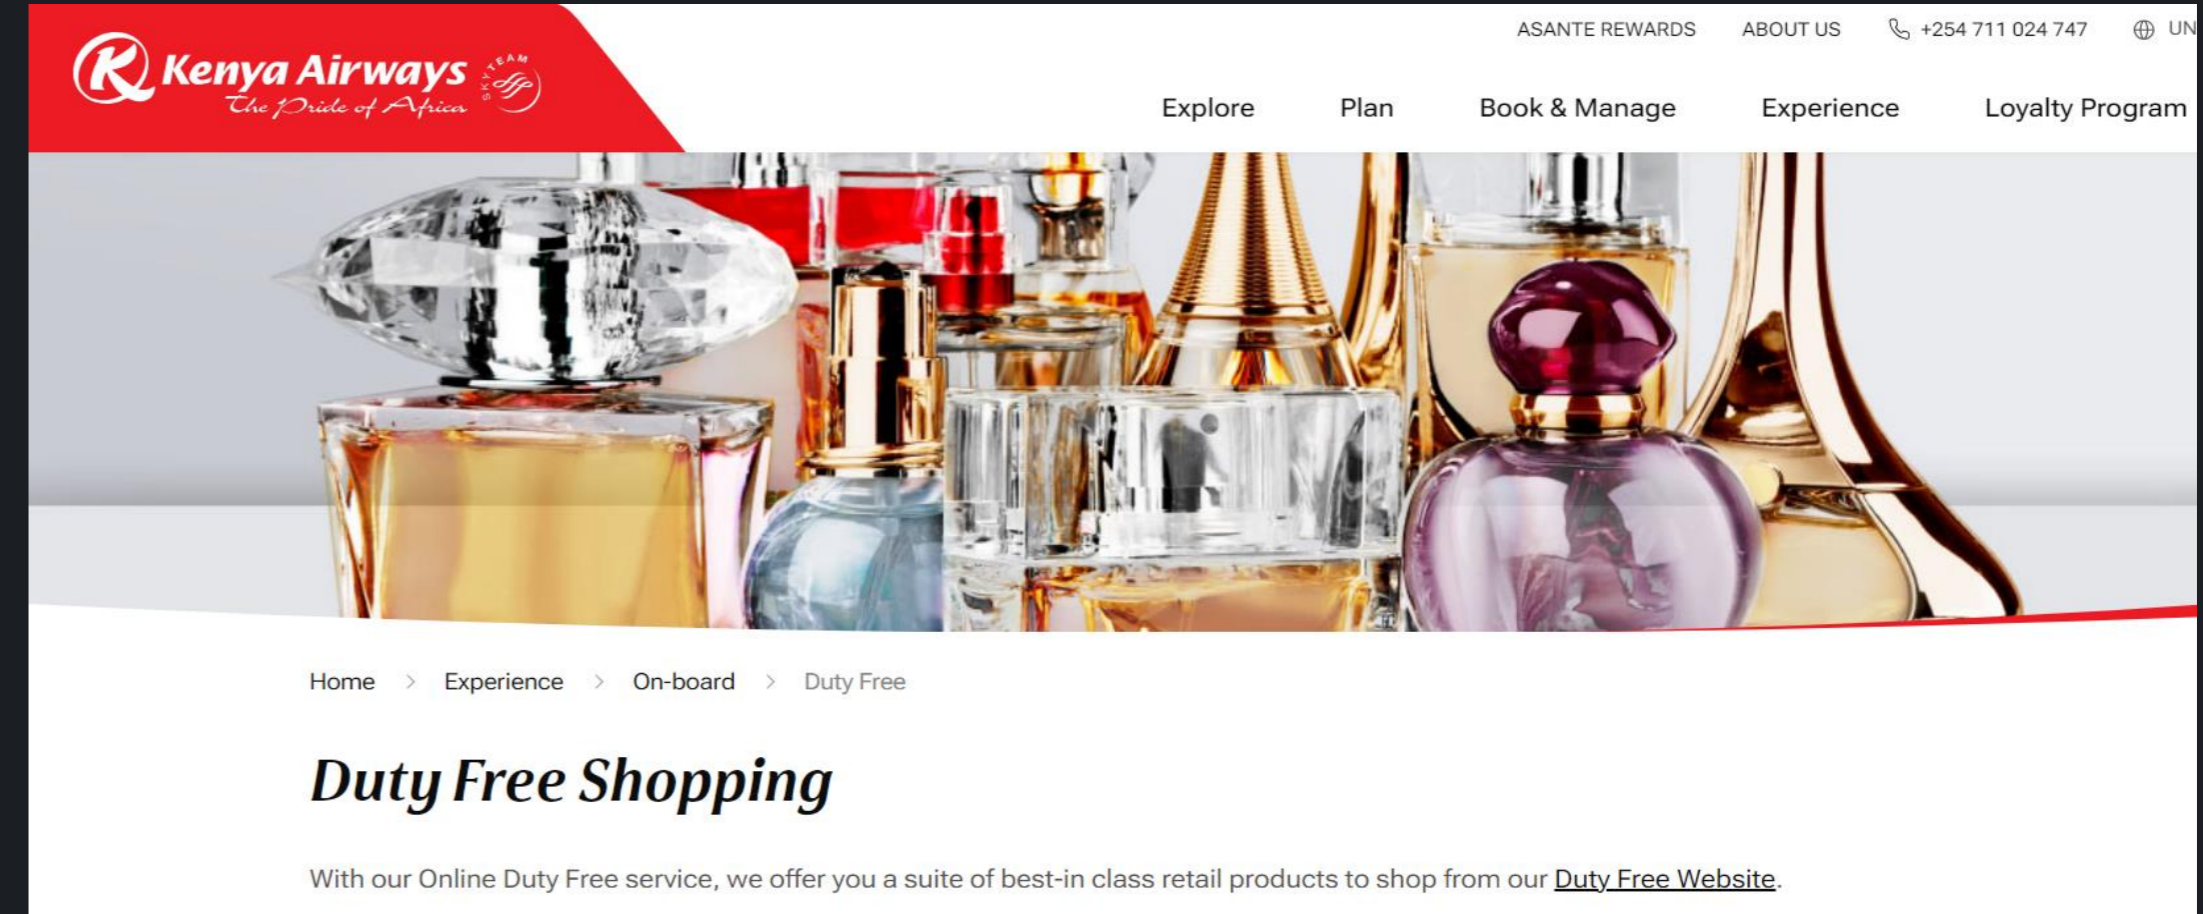 Kenya Airways
The Pride of Africa
SKYTEAM
ASANTE REWARDS ABOUT US +254 711 024 747 UN
Explore Plan Book & Manage Experience Loyalty Program
Home > Experience > On-board > Duty Free
Duty Free Shopping
With our Online Duty Free service, we offer you a suite of best-in class retail products to shop from our Duty Free Website.